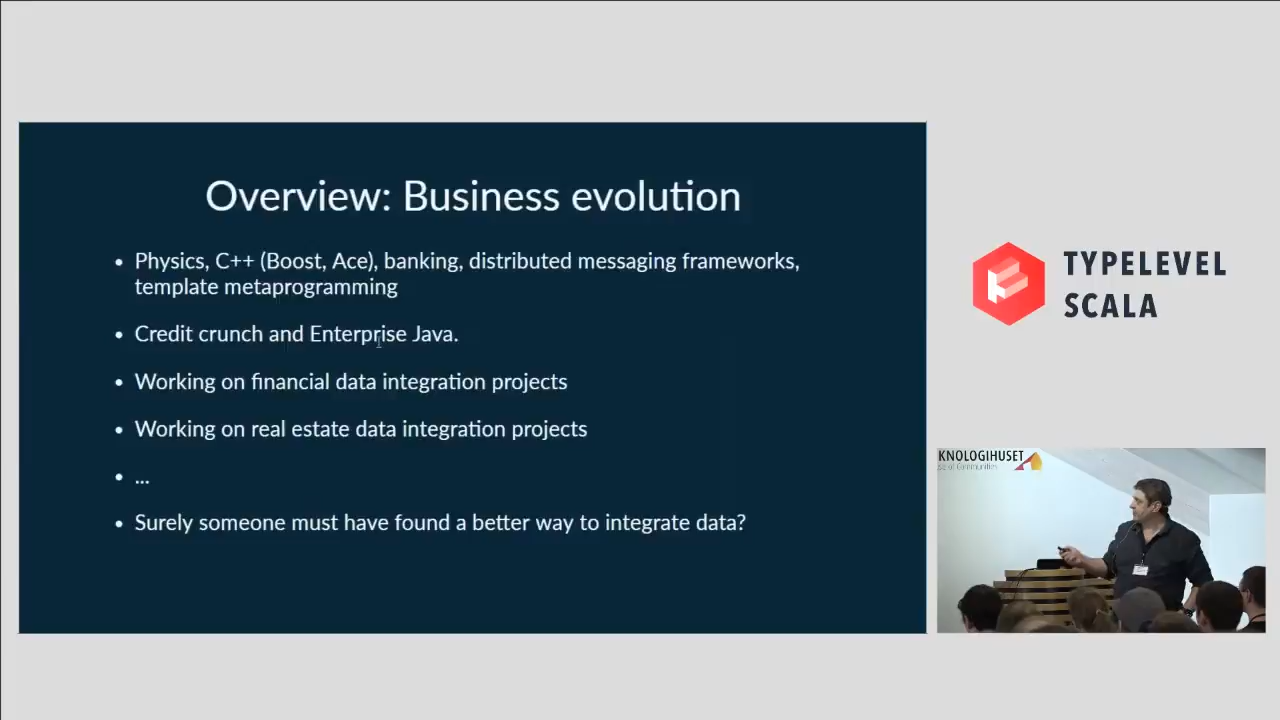 Overview: Business evolution
• Physics, C++ (Boost, Ace), banking, distributed messaging frameworks,
template metaprogramming
• Credit crunch and Enterprise Java.
• Working on financial data integration projects
• Working on real estate data integration projects
• ...
• Surely someone must have found a better way to integrate data?
TYPELEVEL
SCALA
KNOLOGIHUSET
of Communities